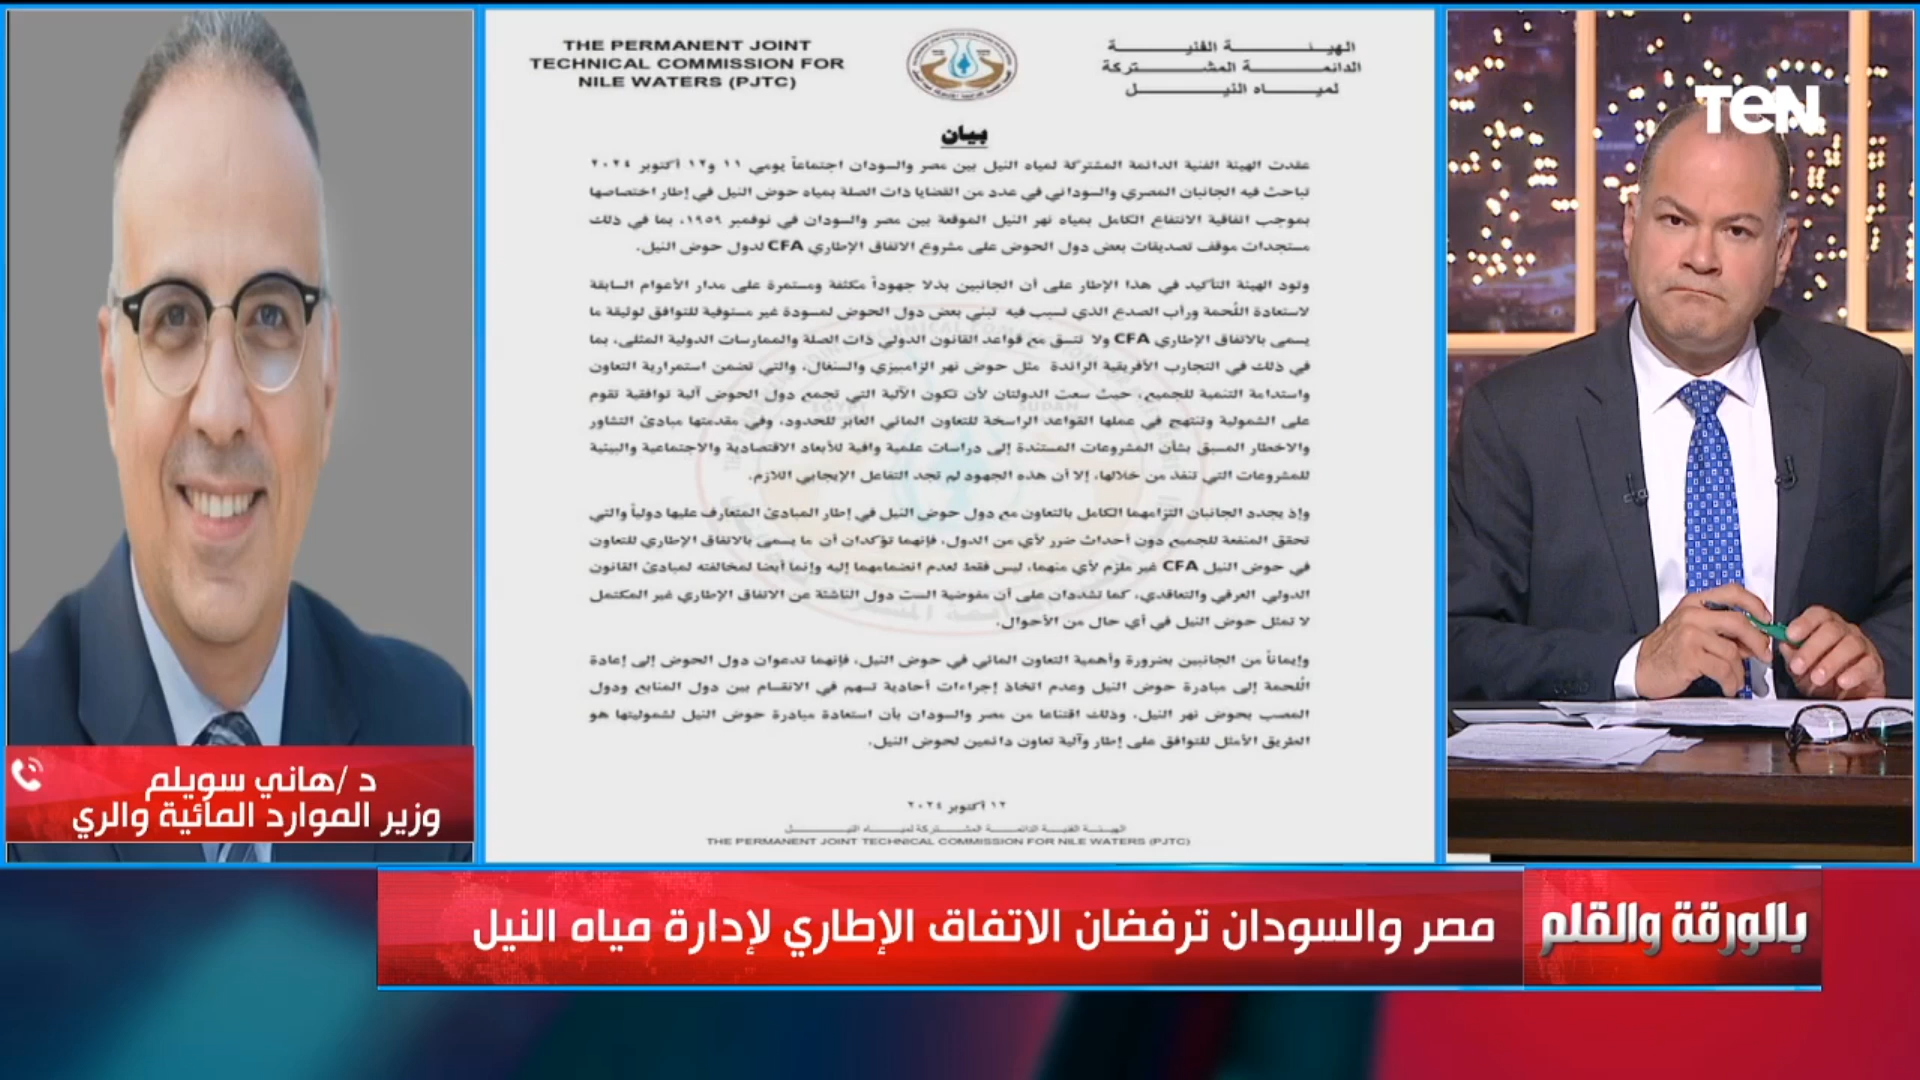 TEN
THE PERMANENT JOINT
TECHNICAL COMMISSION FOR
NILE WATERS (PJTC)
الهيئة الفنية
الدائمة المشتركة
لمياه النيل
بيان
عقدت الهيئة الفنية الدائمة المشتركة لمياه النيل بين مصر والسودان اجتماعاً يومي ١١ و١٢ أكتوبر ٢٠٢٤
تباحث فيه الجانبان المصري والسوداني في عدد من القضايا ذات الصلة بمياه حوض النيل في إطار اختصاصها
بموجب اتفاقية الانتفاع الكامل بمياه نهر النيل الموقعة بين مصر والسودان في نوفمبر ١٩٥٩، بما في ذلك
مستجدات موقف تصديقات بعض دول الحوض على مشروع الاتفاق الإطاري CFA لدول حوض النيل.
وتود الهيئة التأكيد في هذا الإطار على أن الجانبين بذلا جهوداً مكثفة ومستمرة على مدار الأعوام السابقة
لاستعادة اللُحمة ورأب الصدع الذي تسبب فيه تبني بعض دول الحوض لمسودة غير مستوفية للتوافق لوثيقة ما
يسمى بالاتفاق الإطاري CFA ولا تتسق مع قواعد القانون الدولي ذات الصلة والممارسات الدولية المثلى، بما
في ذلك في التجارب الأفريقية الرائدة مثل حوض نهر الزامبيزي والسنغال، والتي تضمن استمرارية التعاون
واستدامة التنمية للجميع، حيث سعت الدولتان لأن تكون الآلية التي تجمع دول الحوض آلية توافقية تقوم
على الشمولية وتنتهج في عملها القواعد الراسخة للتعاون المائي العابر للحدود، وفي مقدمتها مبادئ التشاور
والاخطار المسبق بشأن المشروعات المستندة إلى دراسات علمية وافية للأبعاد الاقتصادية والاجتماعية والبيئية
للمشروعات التي تنفذ من خلالها، إلا أن هذه الجهود لم تجد التفاعل الإيجابي اللازم.
وإذ يجدد الجانبان التزامهما الكامل بالتعاون مع دول حوض النيل في إطار المبادئ المتعارف عليها دولياً والتي
تحقق المنفعة للجميع دون أحداث ضرر لأي من الدول، فإنهما تؤكدان أن ما يسمى بالاتفاق الإطاري للتعاون
في حوض النيل CFA غير ملزم لأي منهما، ليس فقط لعدم انضمامهما إليه وإنما أيضا لمخالفته لمبادئ القانون
الدولي العرفي والتعاقدي، كما تشددان على أن مفوضية الست دول الناشئة عن الاتفاق الإطاري غير المكتمل
لا تمثل حوض النيل في أي حال من الأحوال.
وإيماناً من الجانبين بضرورة وأهمية التعاون المائي في حوض النيل، فإنهما تدعوان دول الحوض إلى إعادة
اللُحمة إلى مبادرة حوض النيل وعدم اتخاذ إجراءات أحادية تسهم في الانقسام بين دول المنابع ودول
المصب بحوض نهر النيل، وذلك اقتناعا من مصر والسودان بأن استعادة مبادرة حوض النيل لشموليتها هو
الطريق الأمثل للتوافق على إطار وآلية تعاون دائمين لحوض النيل.
١٢ أكتوبر ٢٠٢٤
الهيئة الفنية الدائمة المشتركة لمياه النيل
THE PERMANENT JOINT TECHNICAL COMMISSION FOR NILE WATERS (PJTC)
د /هاني سويلم
وزير الموارد المائية والري
بالورقة والقلم
مصر والسودان ترفضان الاتفاق الإطاري لإدارة مياه النيل